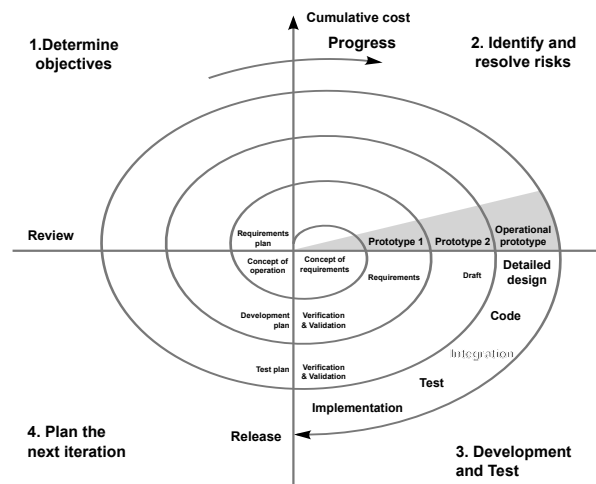 Cumulative cost
1.Determine
objectives
Progress
2. Identify and
resolve risks
Review
Requirements
plan
Prototype 1
Prototype 2
Operational
prototype
Concept of
operation
Concept of
requirements
Requirements
Draft
Detailed
design
Development
plan
Verification
& Validation
Code
Integration
Test plan
Verification
& Validation
Test
Implementation
Release
4. Plan the
next iteration
3. Development
and Test